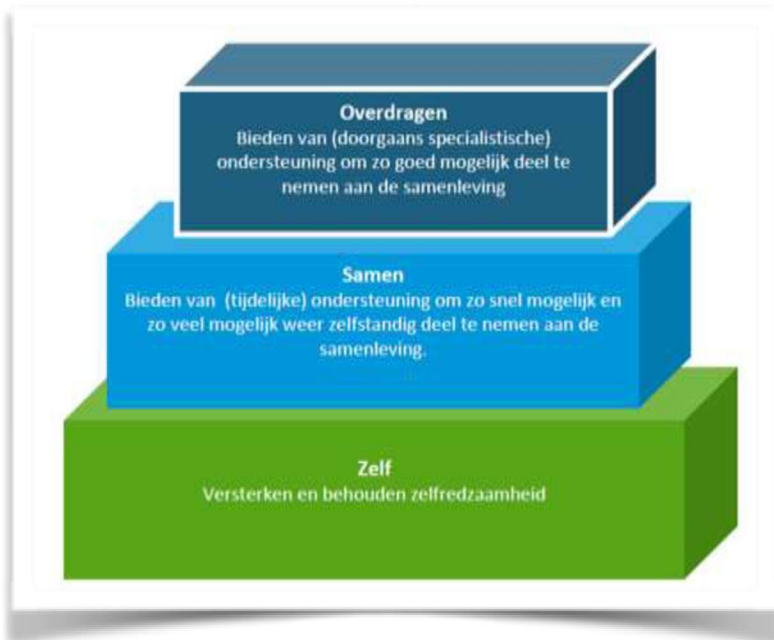 Overdragen
Bieden van (doorgaans specialistische)
ondersteuning om zo goed mogelijk deel te
nemen aan de samenleving
Samen
Bieden van (tijdelijke) ondersteuning om zo snel mogelijk en
zo veel mogelijk weer zelfstandig deel te nemen aan de
samenleving.
Zelf
Versterken en behouden zelfredzaamheid